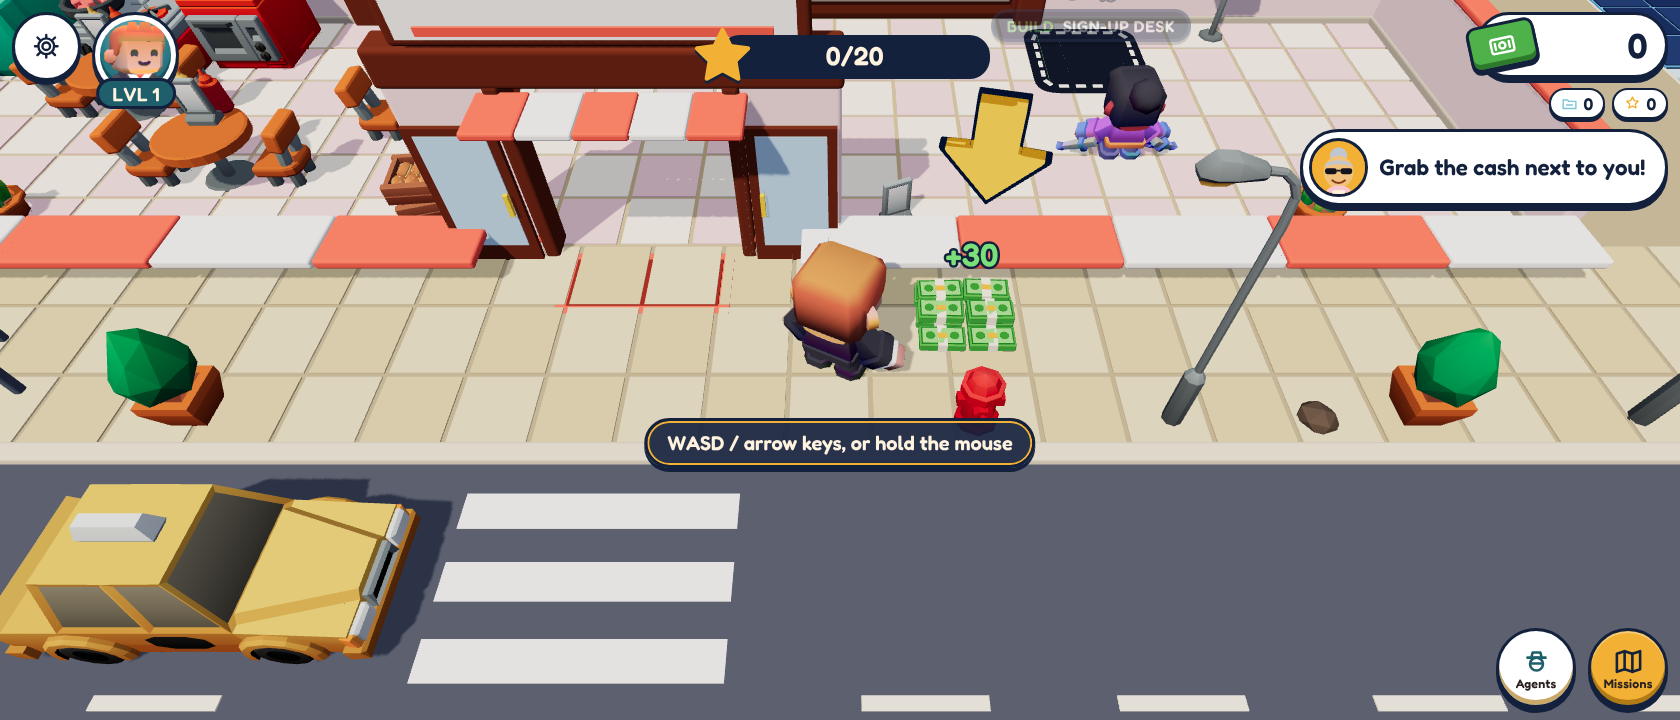 BUILD SIGN-UP DESK
0/20
0
LVL 1
0
0
Grab the cash next to you!
+30
WASD / arrow keys, or hold the mouse
Agents
Missions